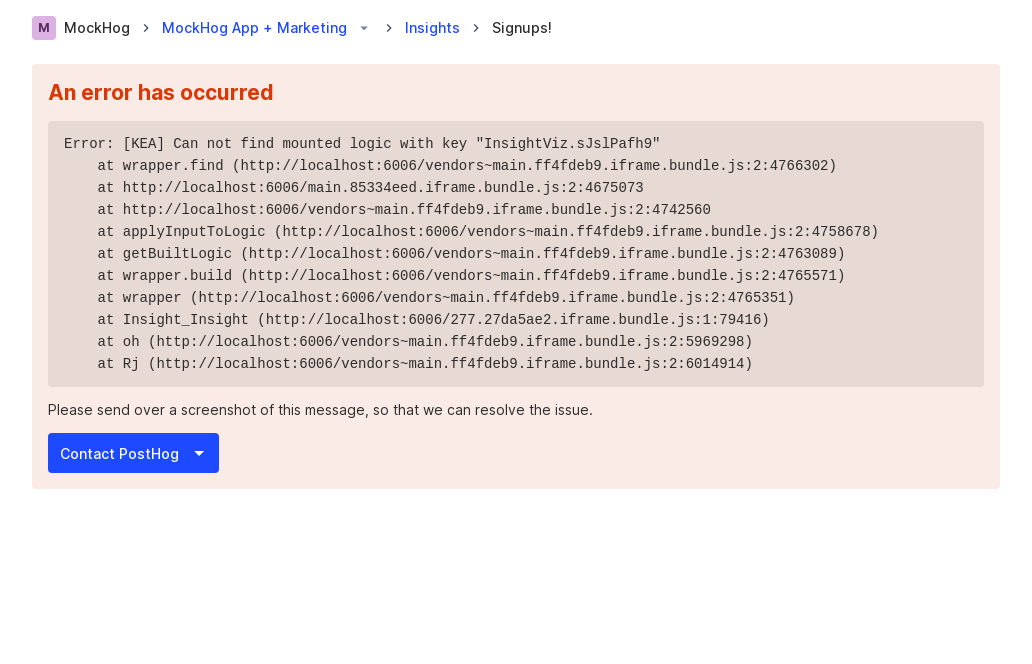 M MockHog > MockHog App + Marketing > Insights > Signups!
An error has occurred
Error: [KEA] Can not find mounted logic with key "InsightViz.sJslPafh9"
    at wrapper.find (http://localhost:6006/vendors~main.ff4fdeb9.iframe.bundle.js:2:4766302)
    at http://localhost:6006/main.85334eed.iframe.bundle.js:2:4675073
    at http://localhost:6006/vendors~main.ff4fdeb9.iframe.bundle.js:2:4742560
    at applyInputToLogic (http://localhost:6006/vendors~main.ff4fdeb9.iframe.bundle.js:2:4758678)
    at getBuiltLogic (http://localhost:6006/vendors~main.ff4fdeb9.iframe.bundle.js:2:4763089)
    at wrapper.build (http://localhost:6006/vendors~main.ff4fdeb9.iframe.bundle.js:2:4765571)
    at wrapper (http://localhost:6006/vendors~main.ff4fdeb9.iframe.bundle.js:2:4765351)
    at Insight_Insight (http://localhost:6006/277.27da5ae2.iframe.bundle.js:1:79416)
    at oh (http://localhost:6006/vendors~main.ff4fdeb9.iframe.bundle.js:2:5969298)
    at Rj (http://localhost:6006/vendors~main.ff4fdeb9.iframe.bundle.js:2:6014914)
Please send over a screenshot of this message, so that we can resolve the issue.
Contact PostHog